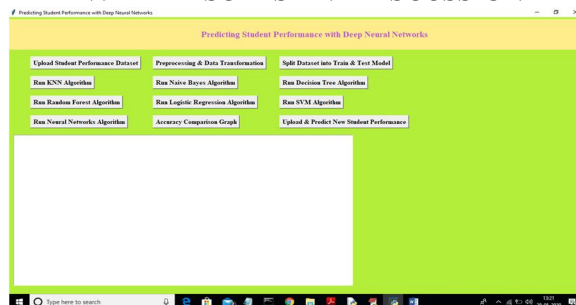 Predicting Student Performance with Deep Neural Networks
Predicting Student Performance with Deep Neural Networks
Upload Student Performance Dataset Preprocessing & Data Transformation Split Dataset into Train & Test Model
Run KNN Algorithm Run Naive Bayes Algorithm Run Decision Tree Algorithm
Run Random Forest Algorithm Run Logistic Regression Algorithm Run SVM Algorithm
Run Neural Networks Algorithm Accuracy Comparison Graph Upload & Predict New Student Performance
Type here to search
13:21